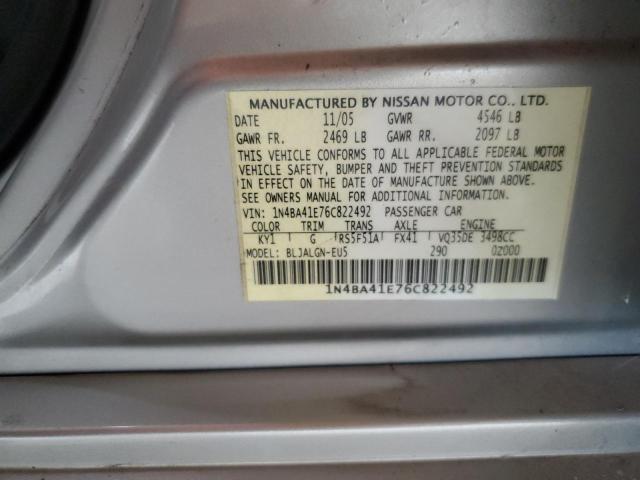 MANUFACTURED BY NISSAN MOTOR CO., LTD.
DATE 11/05 GVWR 4546 LB
GAWR FR. 2469 LB GAWR RR. 2097 LB
THIS VEHICLE CONFORMS TO ALL APPLICABLE FEDERAL MOTOR
VEHICLE SAFETY, BUMPER AND THEFT PREVENTION STANDARDS
IN EFFECT ON THE DATE OF MANUFACTURE SHOWN ABOVE.
SEE OWNERS MANUAL FOR ADDITIONAL INFORMATION.
VIN: 1N4BA41E76C822492 PASSENGER CAR
COLOR TRIM TRANS AXLE ENGINE
KY1 G RS5F51A FX41 VQ35DE 3498CC
MODEL: BLJALGN-EU5 290 0Z000
1N4BA41E76C822492